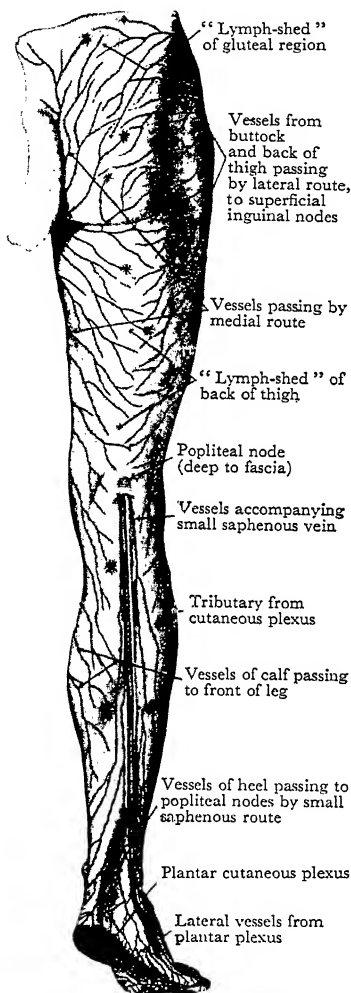 “ Lymph-shed ”
of gluteal region
Vessels from
buttock
and back of
thigh passing
by lateral route,
to superficial
inguinal nodes
Vessels passing by
medial route
“ Lymph-shed ” of
back of thigh
Popliteal node
(deep to fascia)
Vessels accompanying
small saphenous vein
Tributary from
cutaneous plexus
Vessels of calf passing
to front of leg
Vessels of heel passing to
popliteal nodes by small
saphenous route
Plantar cutaneous plexus
Lateral vessels from
plantar plexus